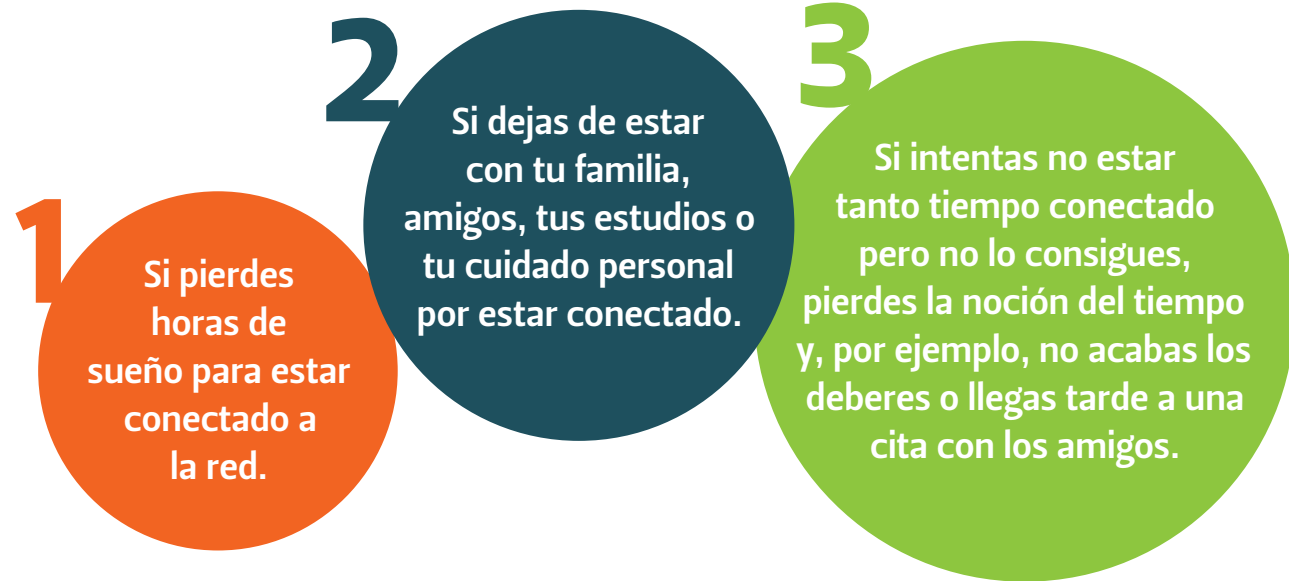 1
Si pierdes
horas de
sueño para estar
conectado a
la red.
2
Si dejas de estar
con tu familia,
amigos, tus estudios o
tu cuidado personal
por estar conectado.
3
Si intentas no estar
tanto tiempo conectado
pero no lo consigues,
pierdes la noción del tiempo
y, por ejemplo, no acabas los
deberes o llegas tarde a una
cita con los amigos.